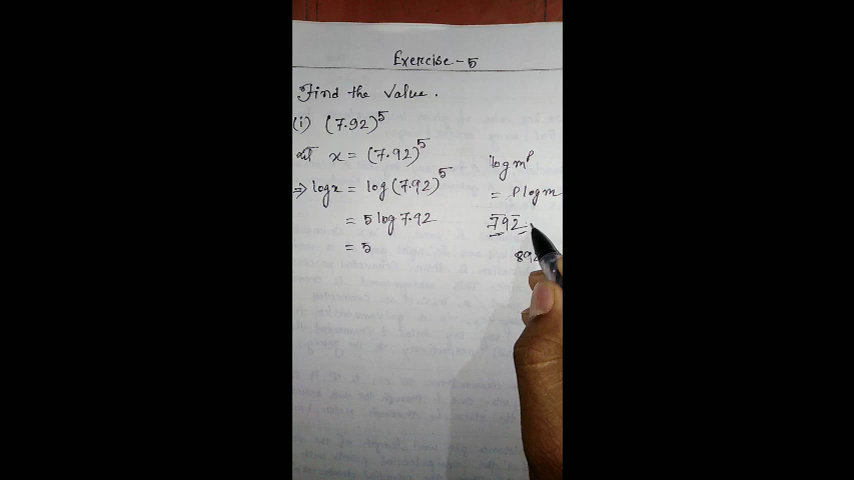 Exercise - 5
Find the value.
(i) (7.92)^5
माना x = (7.92)^5
⇒ log x = log (7.92)^5
= 5 log 7.92
= 5
log m^P
= P log m
792